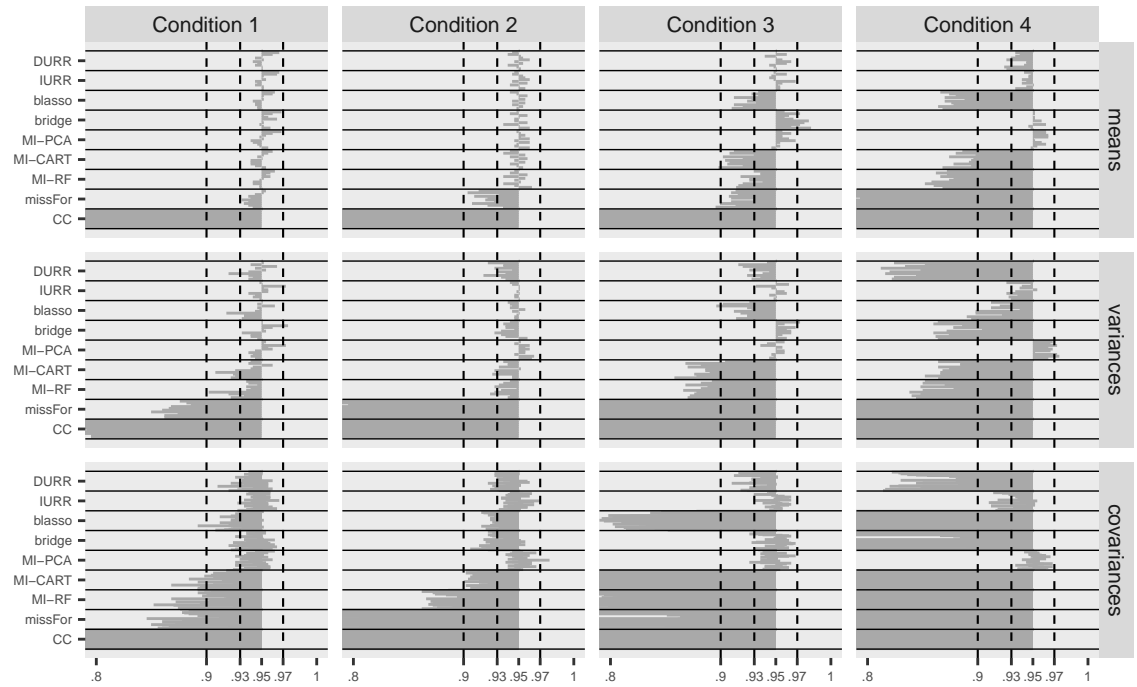 Condition 1
Condition 2
Condition 3
Condition 4
DURR
IURR
blasso
bridge
MI−PCA
MI−CART
MI−RF
missFor
CC
means
DURR
IURR
blasso
bridge
MI−PCA
MI−CART
MI−RF
missFor
CC
variances
DURR
IURR
blasso
bridge
MI−PCA
MI−CART
MI−RF
missFor
CC
covariances
.8 .9 .93 .95 .97 1
.8 .9 .93 .95 .97 1
.8 .9 .93 .95 .97 1
.8 .9 .93 .95 .97 1